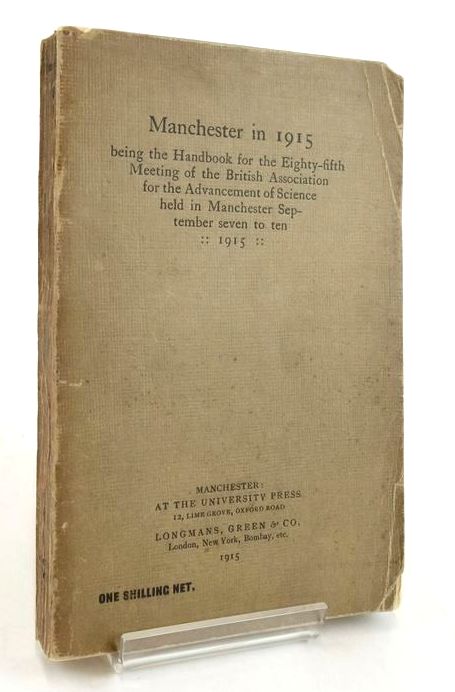 Manchester in 1915
being the Handbook for the Eighty-fifth
Meeting of the British Association
for the Advancement of Science
held in Manchester Sep-
tember seven to ten
:: 1915 ::
MANCHESTER:
AT THE UNIVERSITY PRESS
12, LIME GROVE, OXFORD ROAD
LONGMANS, GREEN & CO.
London, New York, Bombay, etc.
1915
ONE SHILLING NET.